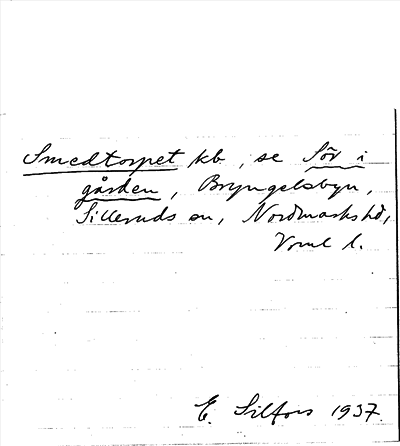 Smedtorpet kb, se Sör i
gården, Bryngelsbyn,
Silleruds sn, Nordmarks hd,
Vrml l.
E. Silfors 1937